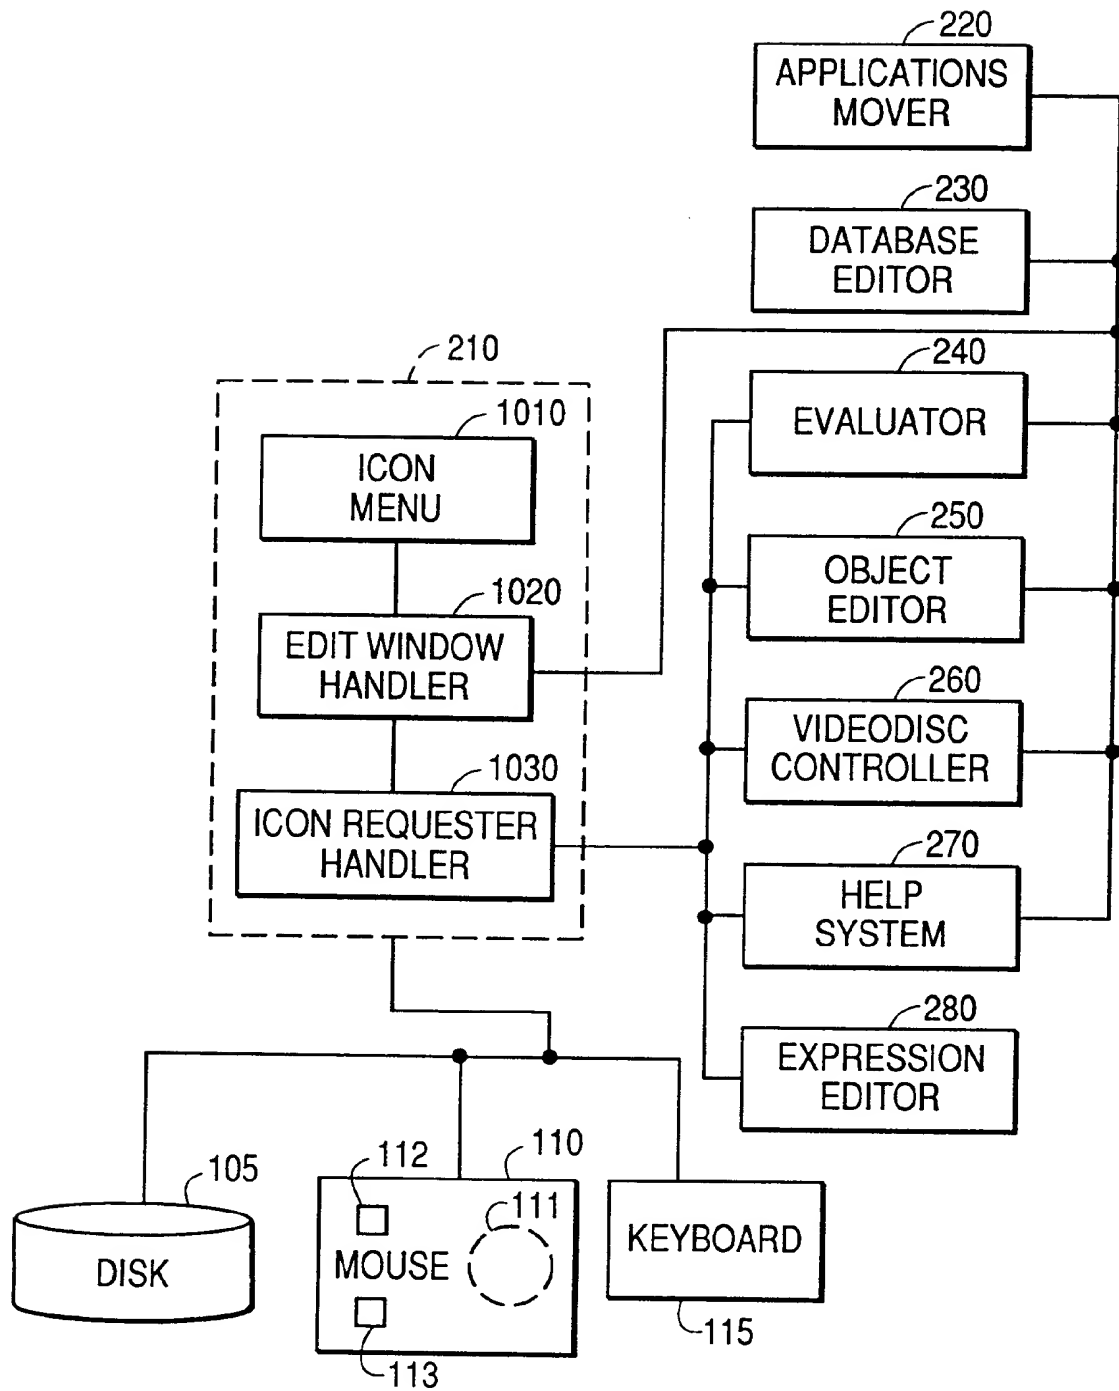 220
APPLICATIONS
MOVER
230
DATABASE
EDITOR
210
240
EVALUATOR
1010
ICON
MENU
250
OBJECT
EDITOR
1020
EDIT WINDOW
HANDLER
260
VIDEODISC
CONTROLLER
1030
ICON REQUESTER
HANDLER
270
HELP
SYSTEM
280
EXPRESSION
EDITOR
105
DISK
112
110
111
MOUSE
113
KEYBOARD
115